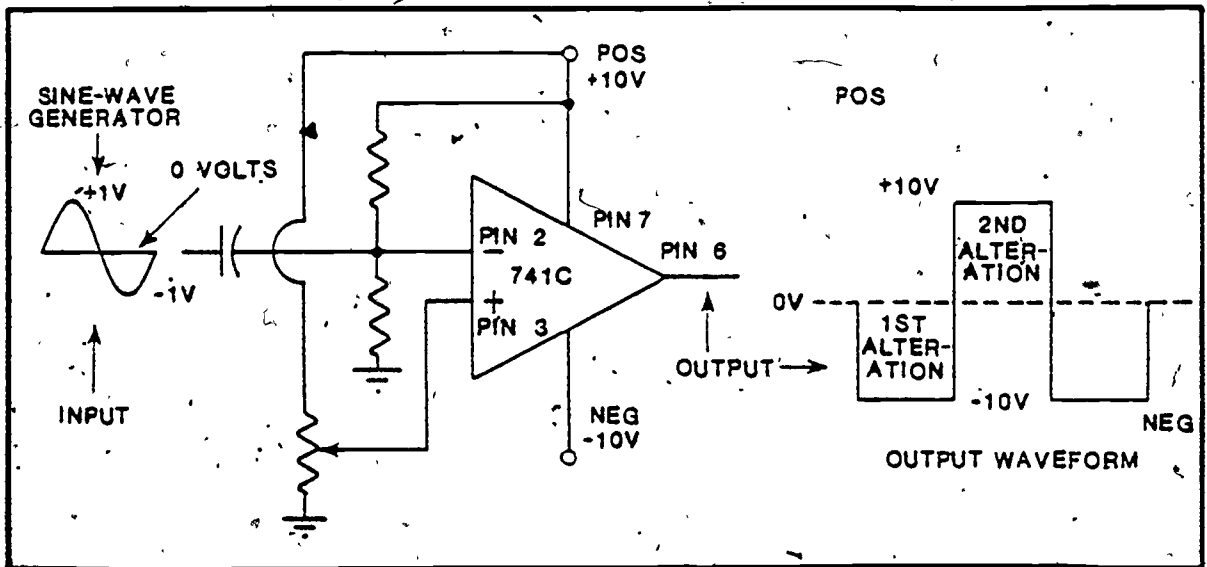 SINE-WAVE
GENERATOR
0 VOLTS
+1V
-1V
INPUT
POS
+10V
PIN 7
PIN 2
-
741C
+
PIN 3
PIN 6
OUTPUT
NEG
-10V
POS
+10V
2ND
ALTER-
ATION
0V
1ST
ALTER-
ATION
-10V
NEG
OUTPUT WAVEFORM